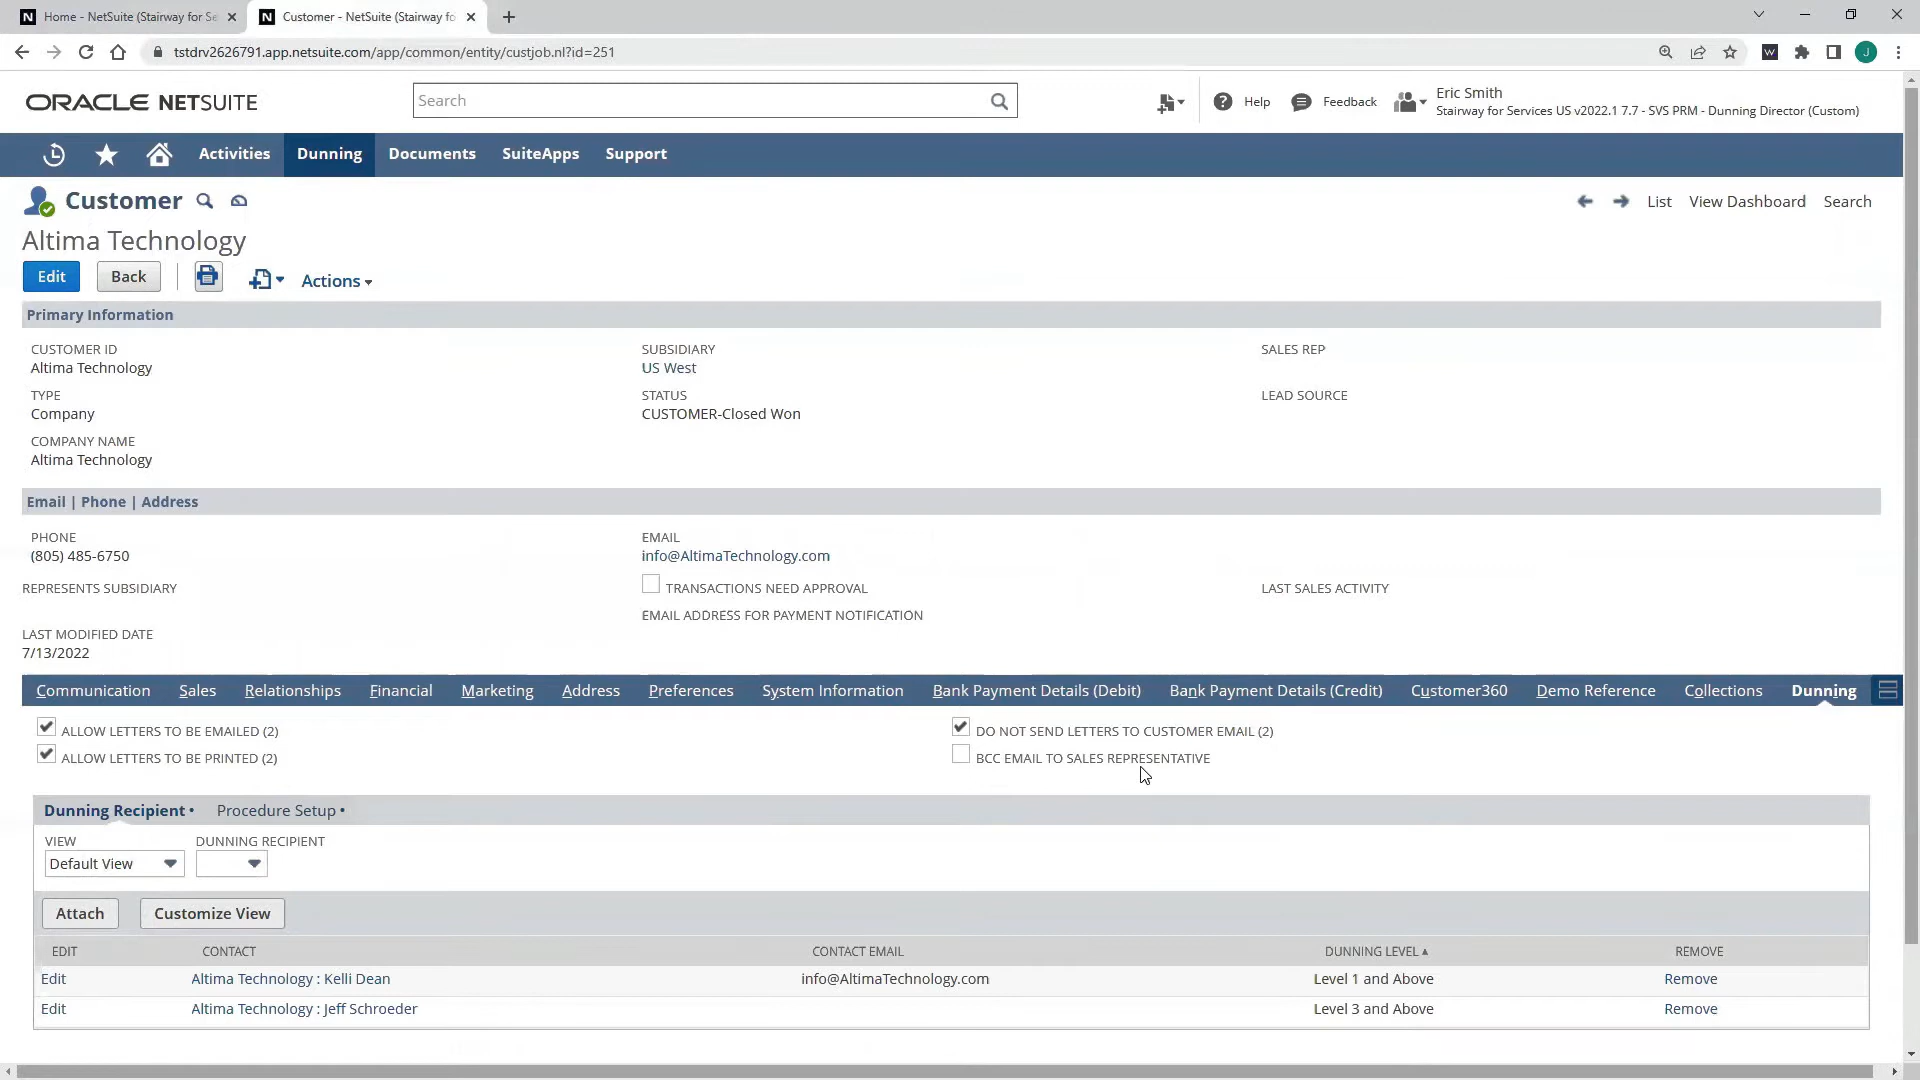 Home - NetSuite (Stairway for Se
Customer - NetSuite (Stairway fo
tstdrv2626791.app.netsuite.com/app/common/entity/custjob.nl?id=251
W
J
ORACLE NETSUITE
Search
Help
Feedback
Eric Smith
Stairway for Services US v2022.1 7.7 - SVS PRM - Dunning Director (Custom)
Activities
Dunning
Documents
SuiteApps
Support
Customer
List
View Dashboard
Search
Altima Technology
Edit
Back
Actions
Primary Information
CUSTOMER ID
Altima Technology
TYPE
Company
COMPANY NAME
Altima Technology
SUBSIDIARY
US West
STATUS
CUSTOMER-Closed Won
SALES REP
LEAD SOURCE
Email | Phone | Address
PHONE
(805) 485-6750
EMAIL
info@AltimaTechnology.com
REPRESENTS SUBSIDIARY
TRANSACTIONS NEED APPROVAL
LAST SALES ACTIVITY
EMAIL ADDRESS FOR PAYMENT NOTIFICATION
LAST MODIFIED DATE
7/13/2022
Communication
Sales
Relationships
Financial
Marketing
Address
Preferences
System Information
Bank Payment Details (Debit)
Bank Payment Details (Credit)
Customer360
Demo Reference
Collections
Dunning
ALLOW LETTERS TO BE EMAILED (2)
ALLOW LETTERS TO BE PRINTED (2)
DO NOT SEND LETTERS TO CUSTOMER EMAIL (2)
BCC EMAIL TO SALES REPRESENTATIVE
Dunning Recipient •
Procedure Setup •
VIEW
Default View
DUNNING RECIPIENT
Attach
Customize View
EDIT CONTACT CONTACT EMAIL DUNNING LEVEL REMOVE
Edit Altima Technology : Kelli Dean info@AltimaTechnology.com Level 1 and Above Remove
Edit Altima Technology : Jeff Schroeder Level 3 and Above Remove